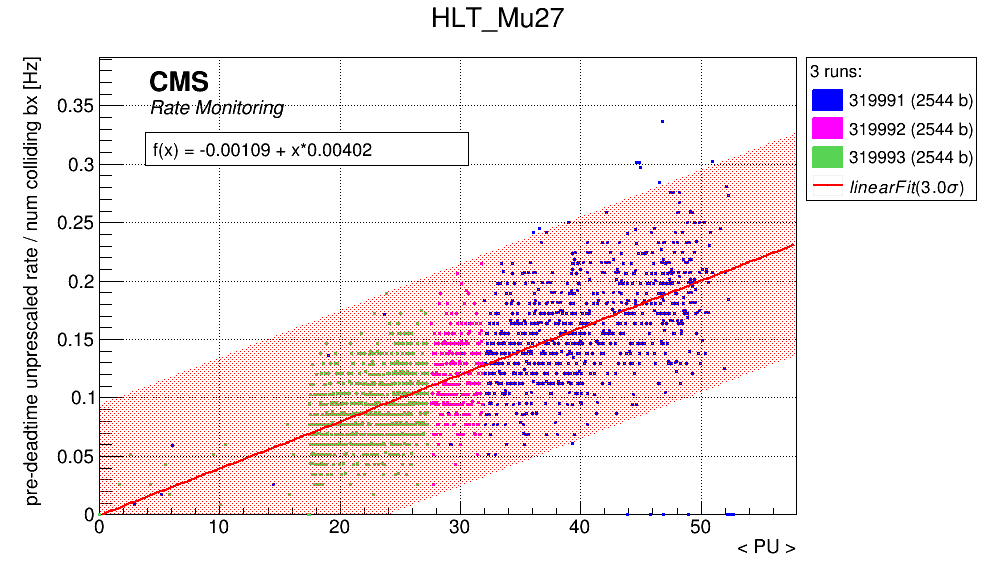 HLT_Mu27
pre-deadtime unprescaled rate / num colliding bx [Hz]
CMS
Rate Monitoring
f(x) = -0.00109 + x*0.00402
0.35
0.3
0.25
0.2
0.15
0.1
0.05
0
0 10 20 30 40 50
< PU >
3 runs:
319991 (2544 b)
319992 (2544 b)
319993 (2544 b)
linearFit(3.0σ)